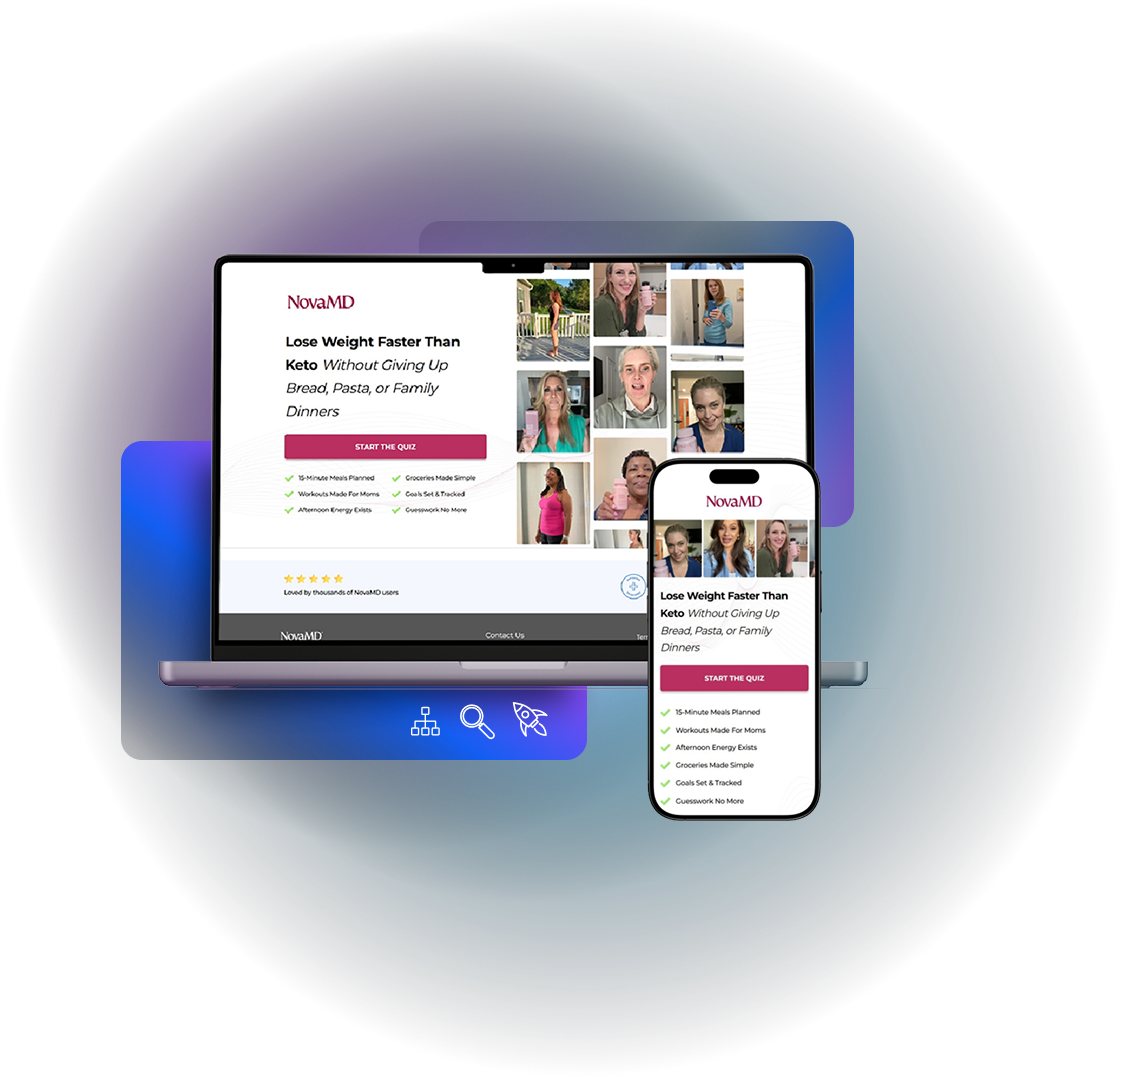 NovaMD
Lose Weight Faster Than
Keto Without Giving Up
Bread, Pasta, or Family
Dinners
START THE QUIZ
15-Minute Meals Planned
Groceries Made Simple
Workouts Made For Moms
Goals Set & Tracked
Afternoon Energy Exists
Guesswork No More
Loved by thousands of NovaMD users
NovaMD
Contact Us
NovaMD
Lose Weight Faster Than
Keto Without Giving Up
Bread, Pasta, or Family
Dinners
START THE QUIZ
15-Minute Meals Planned
Workouts Made For Moms
Afternoon Energy Exists
Groceries Made Simple
Goals Set & Tracked
Guesswork No More